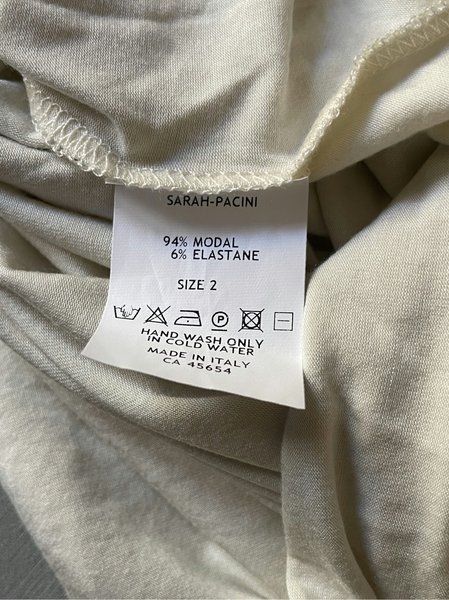 SARAH-PACINI
94% MODAL
6% ELASTANE
SIZE 2
P
HAND WASH ONLY
IN COLD WATER
MADE IN ITALY
CA 45654